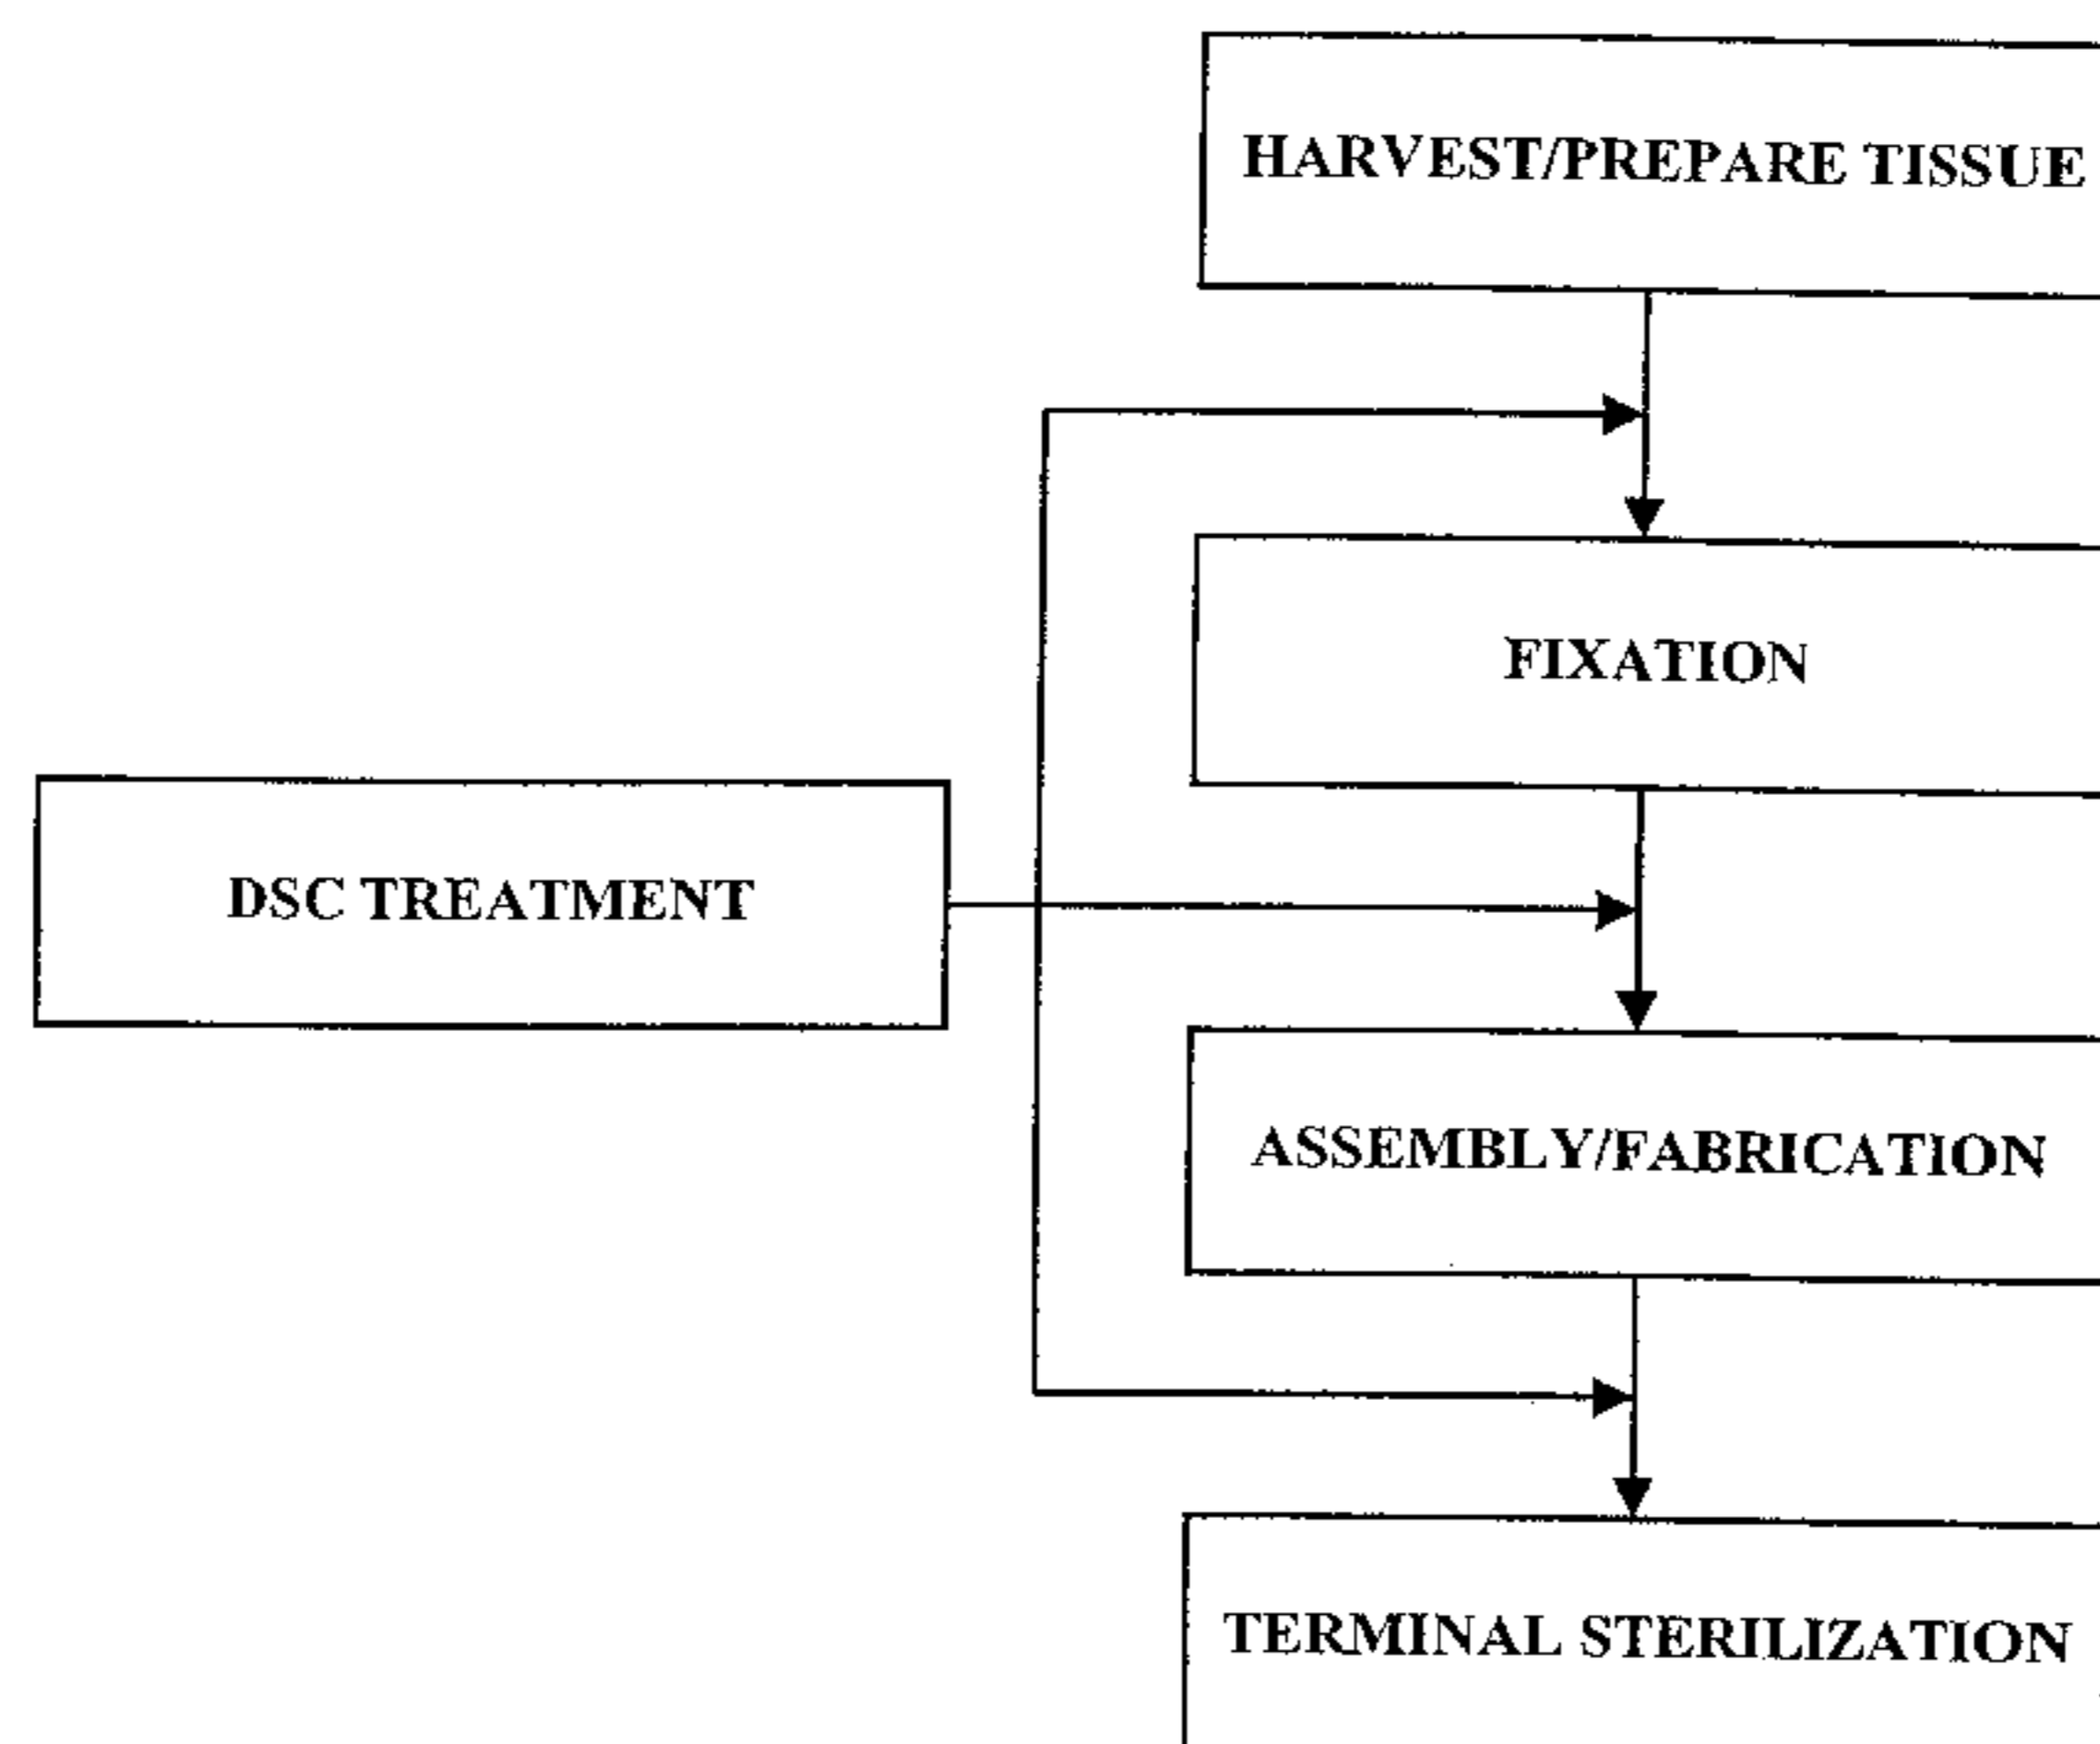 HARVEST/PREPARE TISSUE
FIXATION
DSC TREATMENT
ASSEMBLY/FABRICATION
TERMINAL STERILIZATION